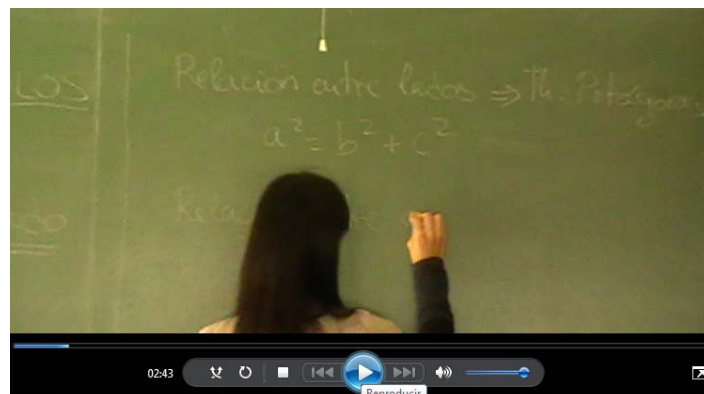 LOS
Relación entre lados ⇒ Th. Pitágoras
a² = b² + c²
02:43
Reproducir